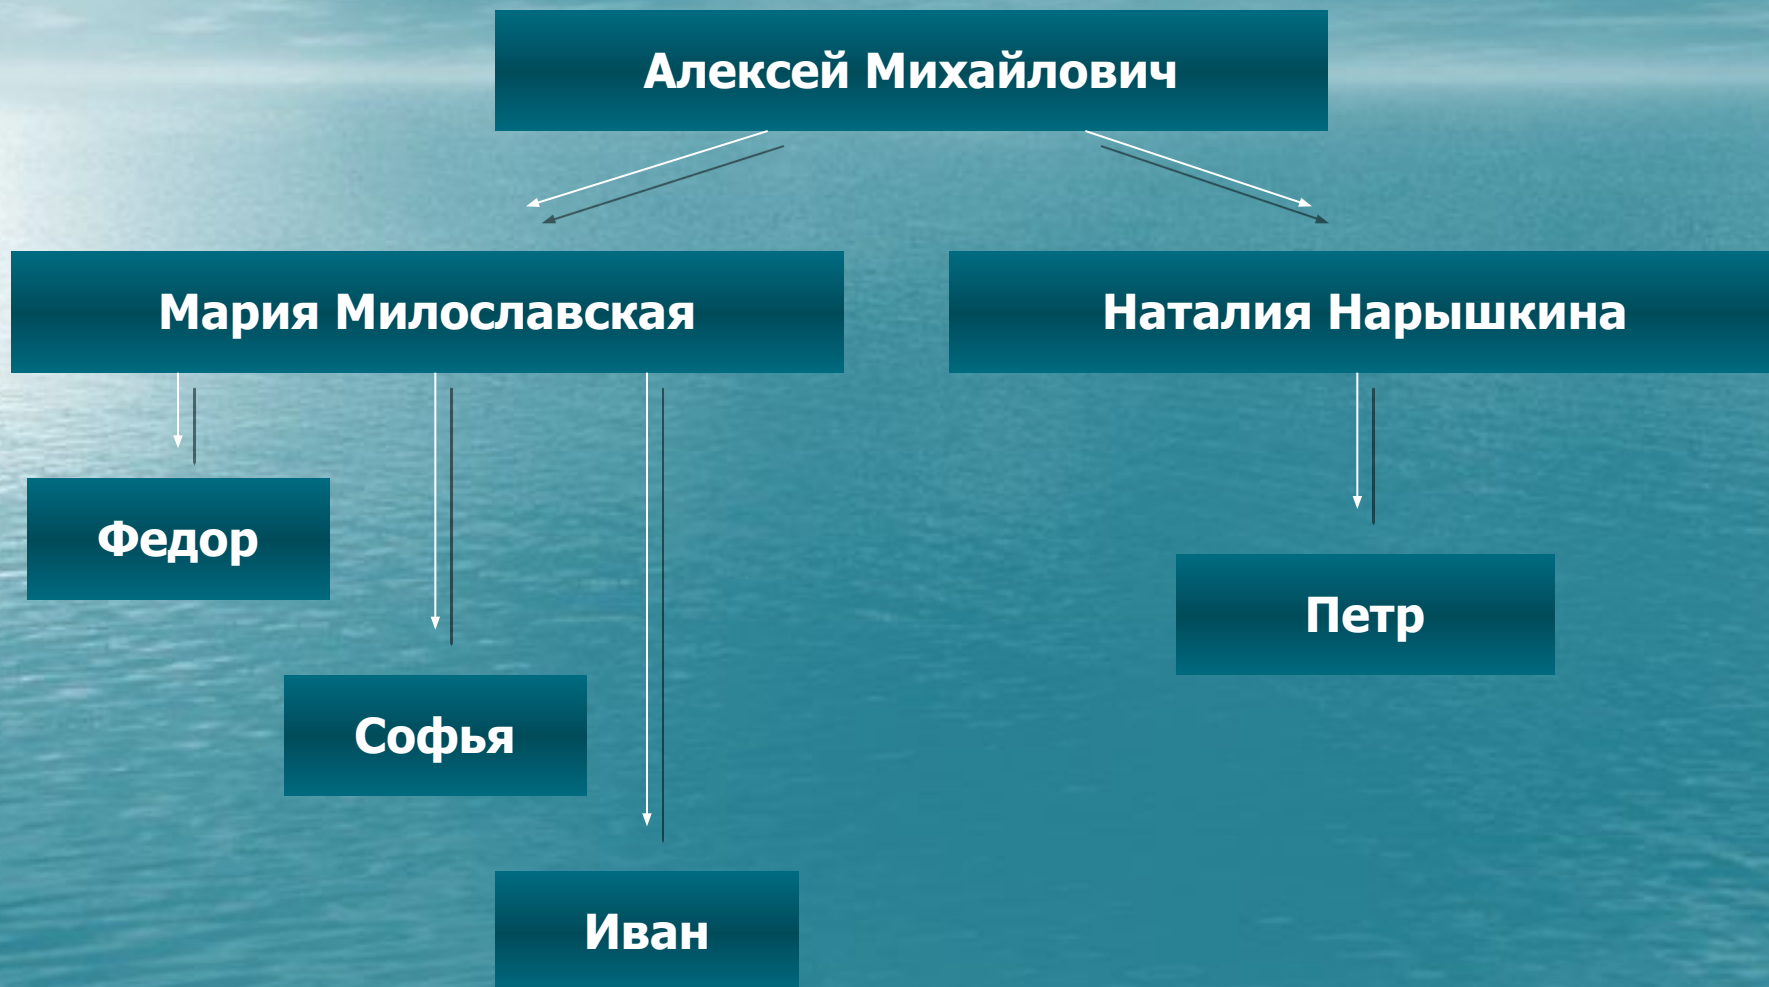 Алексей Михайлович
Мария Милославская
Наталия Нарышкина
Федор
Петр
Софья
Иван